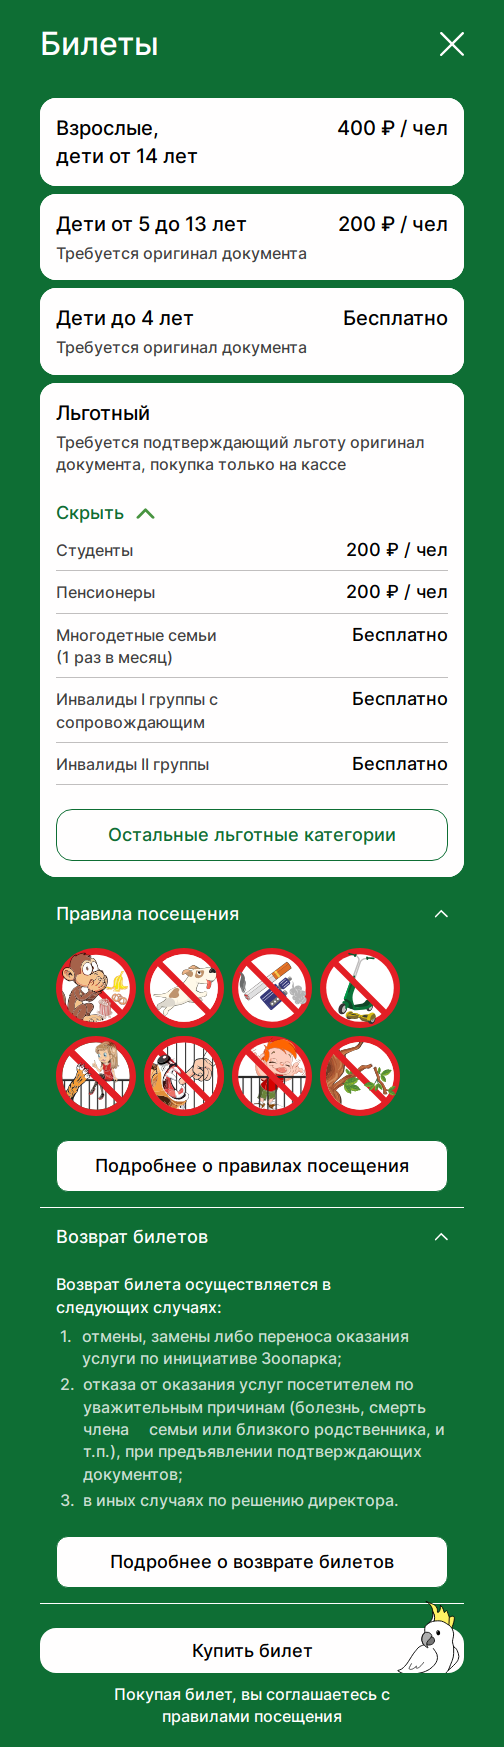 Билеты
Взрослые,
дети от 14 лет
400 ₽ / чел
Дети от 5 до 13 лет
200 ₽ / чел
Требуется оригинал документа
Дети до 4 лет
Бесплатно
Требуется оригинал документа
Льготный
Требуется подтверждающий льготу оригинал
документа, покупка только на кассе
Скрыть
Студенты
200 ₽ / чел
Пенсионеры
200 ₽ / чел
Многодетные семьи
(1 раз в месяц)
Бесплатно
Инвалиды I группы с
сопровождающим
Бесплатно
Инвалиды II группы
Бесплатно
Остальные льготные категории
Правила посещения
Подробнее о правилах посещения
Возврат билетов
Возврат билета осуществляется в
следующих случаях:
1. отмены, замены либо переноса оказания
услуги по инициативе Зоопарка;
2. отказа от оказания услуг посетителем по
уважительным причинам (болезнь, смерть
члена семьи или близкого родственника, и
т.п.), при предъявлении подтверждающих
документов;
3. в иных случаях по решению директора.
Подробнее о возврате билетов
Купить билет
Покупая билет, вы соглашаетесь с
правилами посещения